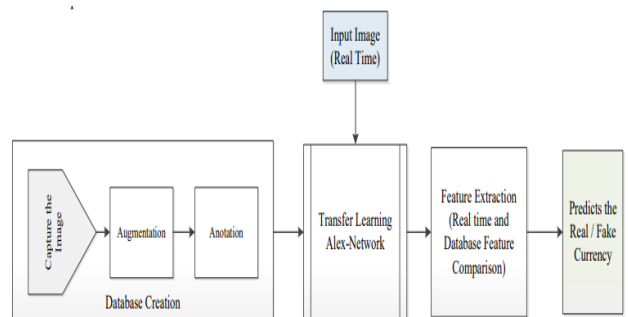 Input Image
(Real Time)
Capture the
Image
Augmentation
Anotation
Database Creation
Transfer Learning
Alex-Network
Feature Extraction
(Real time and
Database Feature
Comparison)
Predicts the
Real / Fake
Currency